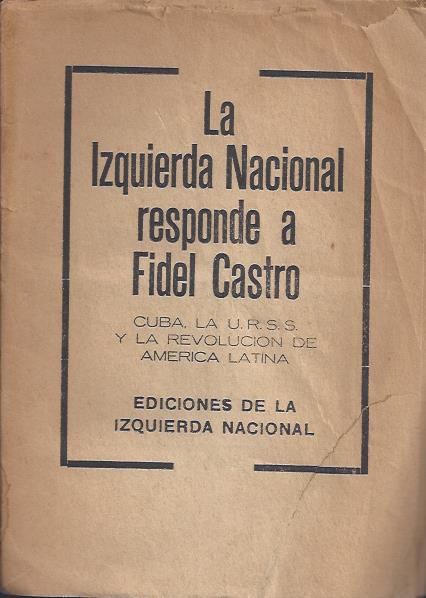 La
Izquierda Nacional
responde a
Fidel Castro
CUBA, LA U.R.S.S.
Y LA REVOLUCION DE
AMERICA LATINA
EDICIONES DE LA
IZQUIERDA NACIONAL